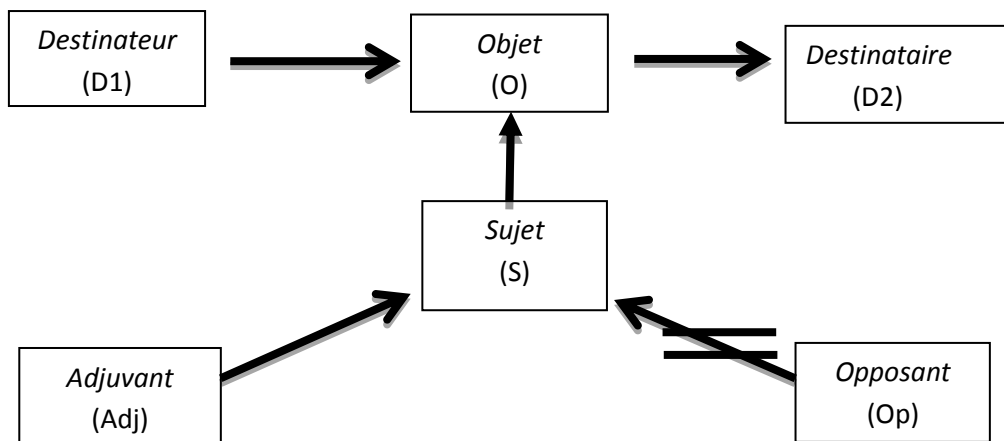 Destinateur
(D1)
Objet
(O)
Destinataire
(D2)
Sujet
(S)
Adjuvant
(Adj)
Opposant
(Op)